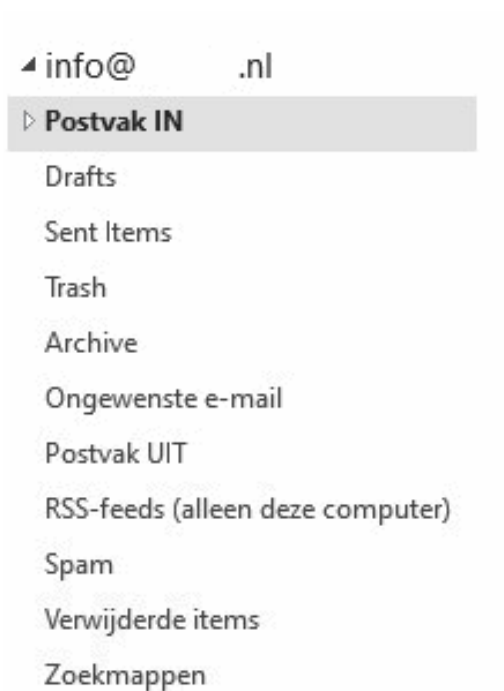 info@ .nl
Postvak IN
Drafts
Sent Items
Trash
Archive
Ongewenste e-mail
Postvak UIT
RSS-feeds (alleen deze computer)
Spam
Verwijderde items
Zoekmappen